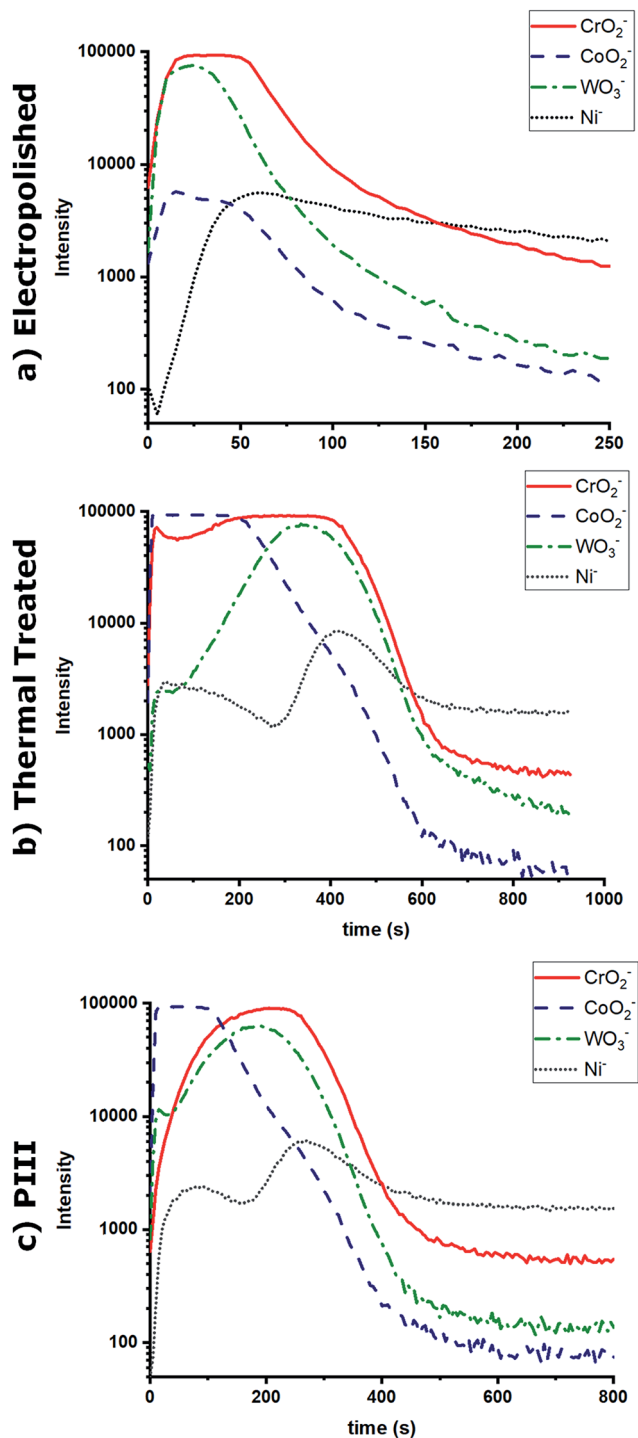 a) Electropolished
Intensity
100000
10000
1000
100
0 50 100 150 200 250
CrO₂⁻
CoO₂⁻
WO₃⁻
Ni⁻
b) Thermal Treated
Intensity
100000
10000
1000
100
0 200 400 600 800 1000
time (s)
CrO₂⁻
CoO₂⁻
WO₃⁻
Ni⁻
c) PIII
Intensity
100000
10000
1000
100
0 200 400 600 800
time (s)
CrO₂⁻
CoO₂⁻
WO₃⁻
Ni⁻